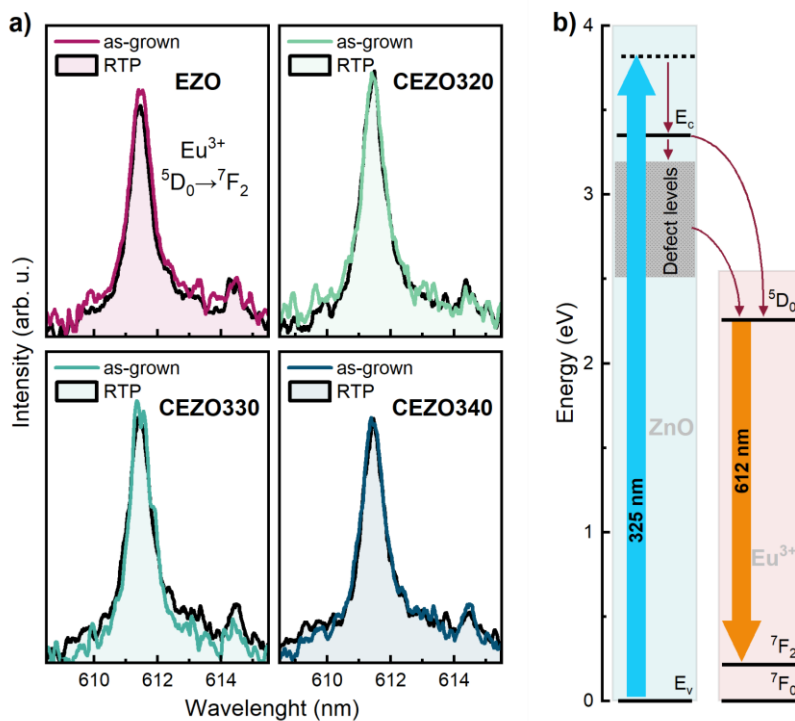 a)
as-grown
RTP
EZO
Eu³⁺
⁵D₀→⁷F₂
as-grown
RTP
CEZO320
as-grown
RTP
CEZO330
as-grown
RTP
CEZO340
Intensity (arb. u.)
610 612 614
610 612 614
Wavelenght (nm)
b)
4
3
2
1
0
Energy (eV)
E_c
Defect levels
⁵D₀
ZnO
325 nm
612 nm
Eu³⁺
⁷F₂
⁷F₀
E_v